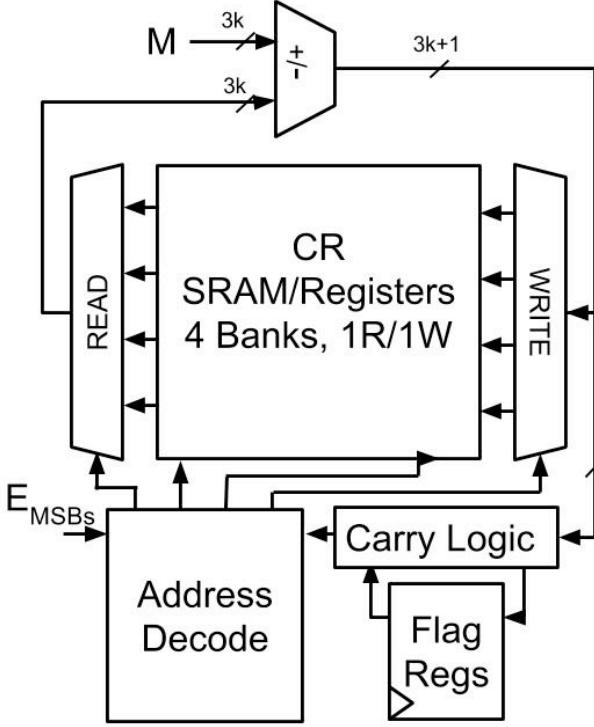 3k
M
3k+1
3k
-/+
CR
SRAM/Registers
4 Banks, 1R/1W
READ
WRITE
E_MSBs
Carry Logic
Address
Decode
Flag
Regs